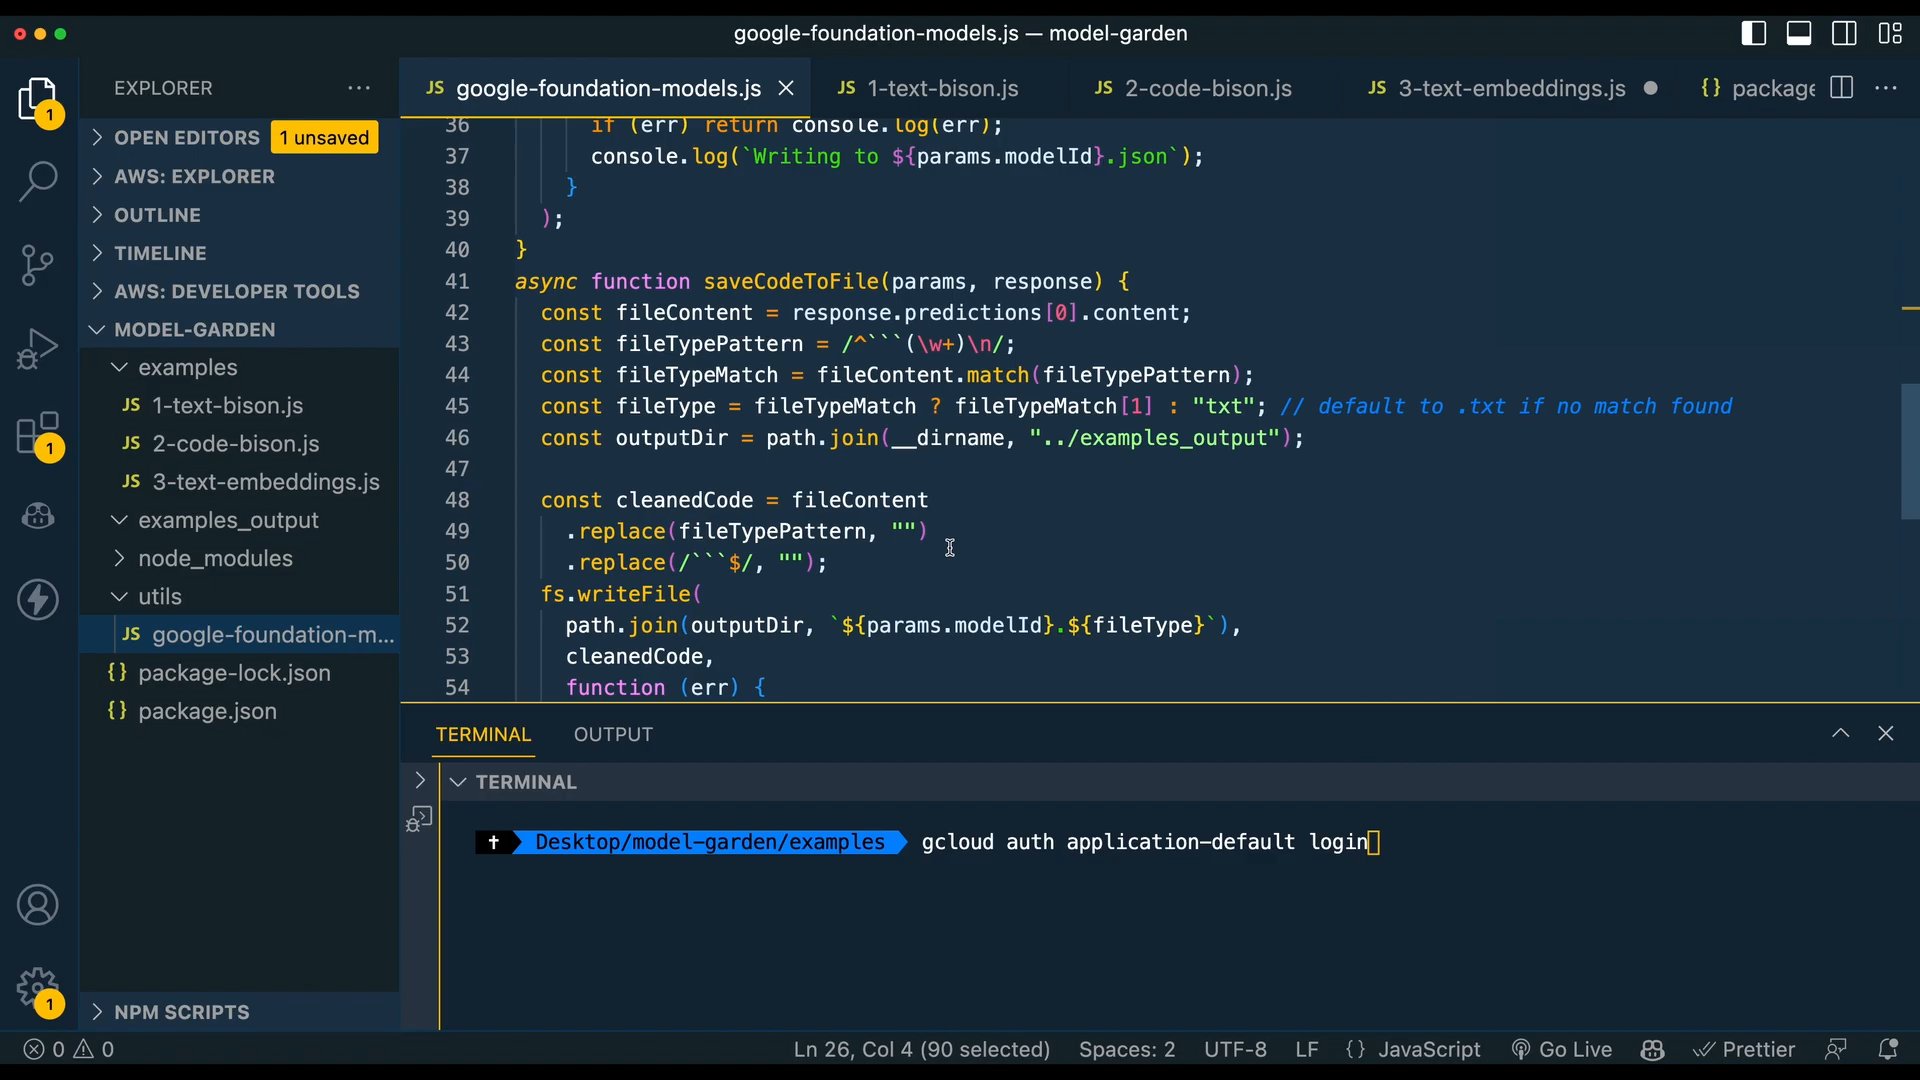 google-foundation-models.js — model-garden
EXPLORER
JS google-foundation-models.js
JS 1-text-bison.js
JS 2-code-bison.js
JS 3-text-embeddings.js
{} package
1
OPEN EDITORS 1 unsaved
AWS: EXPLORER
OUTLINE
TIMELINE
AWS: DEVELOPER TOOLS
MODEL-GARDEN
examples
JS 1-text-bison.js
JS 2-code-bison.js
JS 3-text-embeddings.js
examples_output
node_modules
utils
JS google-foundation-m...
{} package-lock.json
{} package.json
NPM SCRIPTS
1
1
36 if (err) return console.log(err);
37 console.log(`Writing to ${params.modelId}.json`);
38 }
39 );
40 }
41 async function saveCodeToFile(params, response) {
42 const fileContent = response.predictions[0].content;
43 const fileTypePattern = /^```(\w+)\n/;
44 const fileTypeMatch = fileContent.match(fileTypePattern);
45 const fileType = fileTypeMatch ? fileTypeMatch[1] : "txt"; // default to .txt if no match found
46 const outputDir = path.join(__dirname, "../examples_output");
47
48 const cleanedCode = fileContent
49 .replace(fileTypePattern, "")
50 .replace(/```$/, "");
51 fs.writeFile(
52 path.join(outputDir, `${params.modelId}.${fileType}`),
53 cleanedCode,
54 function (err) {
TERMINAL
OUTPUT
TERMINAL
✝ Desktop/model-garden/examples gcloud auth application-default login
0 0
Ln 26, Col 4 (90 selected)
Spaces: 2
UTF-8
LF
{} JavaScript
Go Live
Prettier